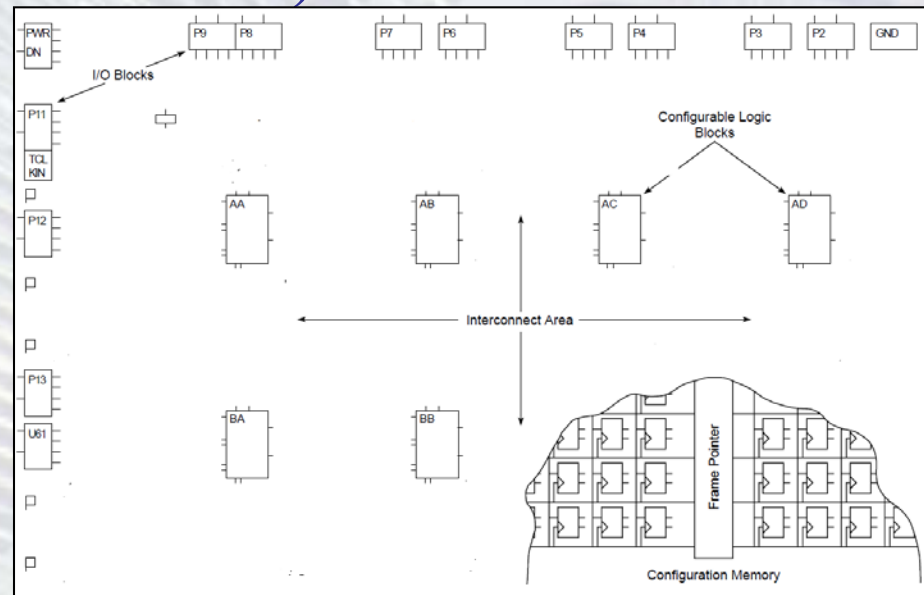 PWR
DN
P9
P8
P7
P6
P5
P4
P3
P2
GND
I/O Blocks
P11
TCL
KIN
Configurable Logic
Blocks
P12
AA
AB
AC
AD
Interconnect Area
P13
U61
BA
BB
Frame Pointer
Configuration Memory